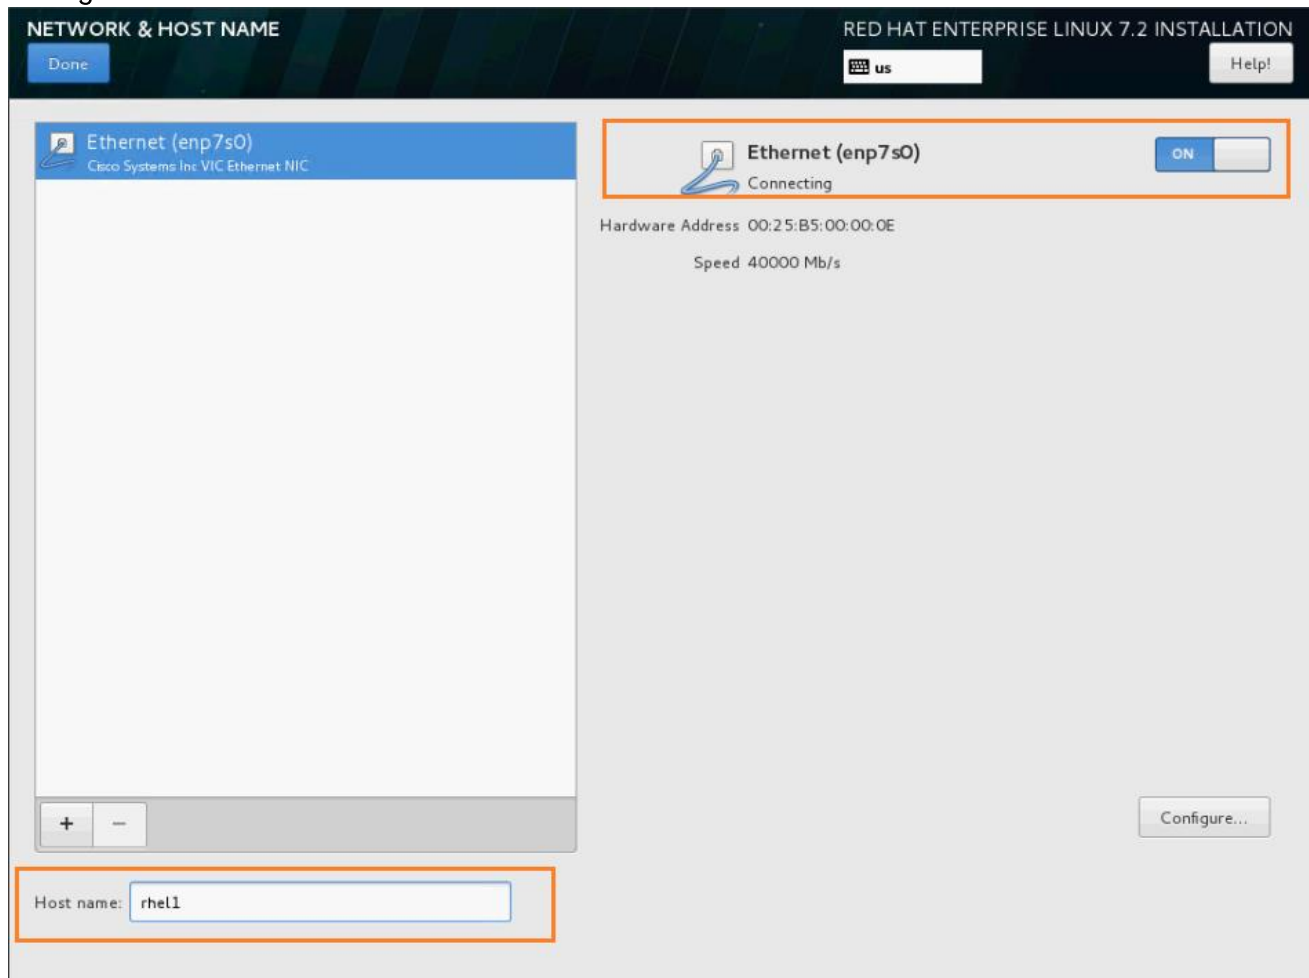 NETWORK & HOST NAME
RED HAT ENTERPRISE LINUX 7.2 INSTALLATION
Done
us
Help!
Ethernet (enp7s0)
Cisco Systems Inc VIC Ethernet NIC
Ethernet (enp7s0)
ON
Connecting
Hardware Address 00:25:B5:00:00:0E
Speed 40000 Mb/s
+ −
Configure...
Host name: rhel1